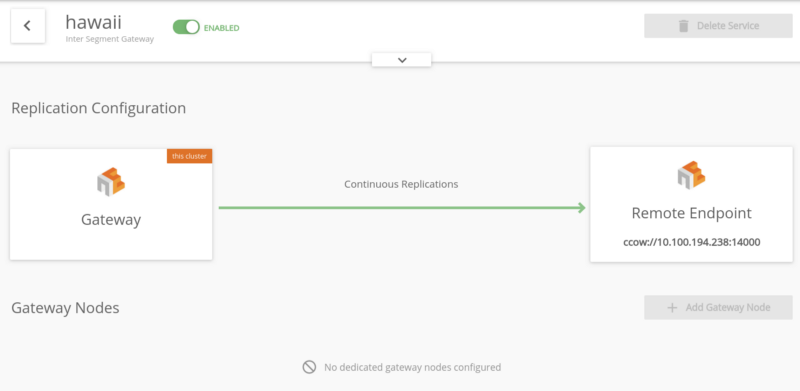 hawaii
Inter Segment Gateway
ENABLED
Delete Service
Replication Configuration
this cluster
Gateway
Continuous Replications
Remote Endpoint
ccow://10.100.194.238:14000
Gateway Nodes
Add Gateway Node
No dedicated gateway nodes configured